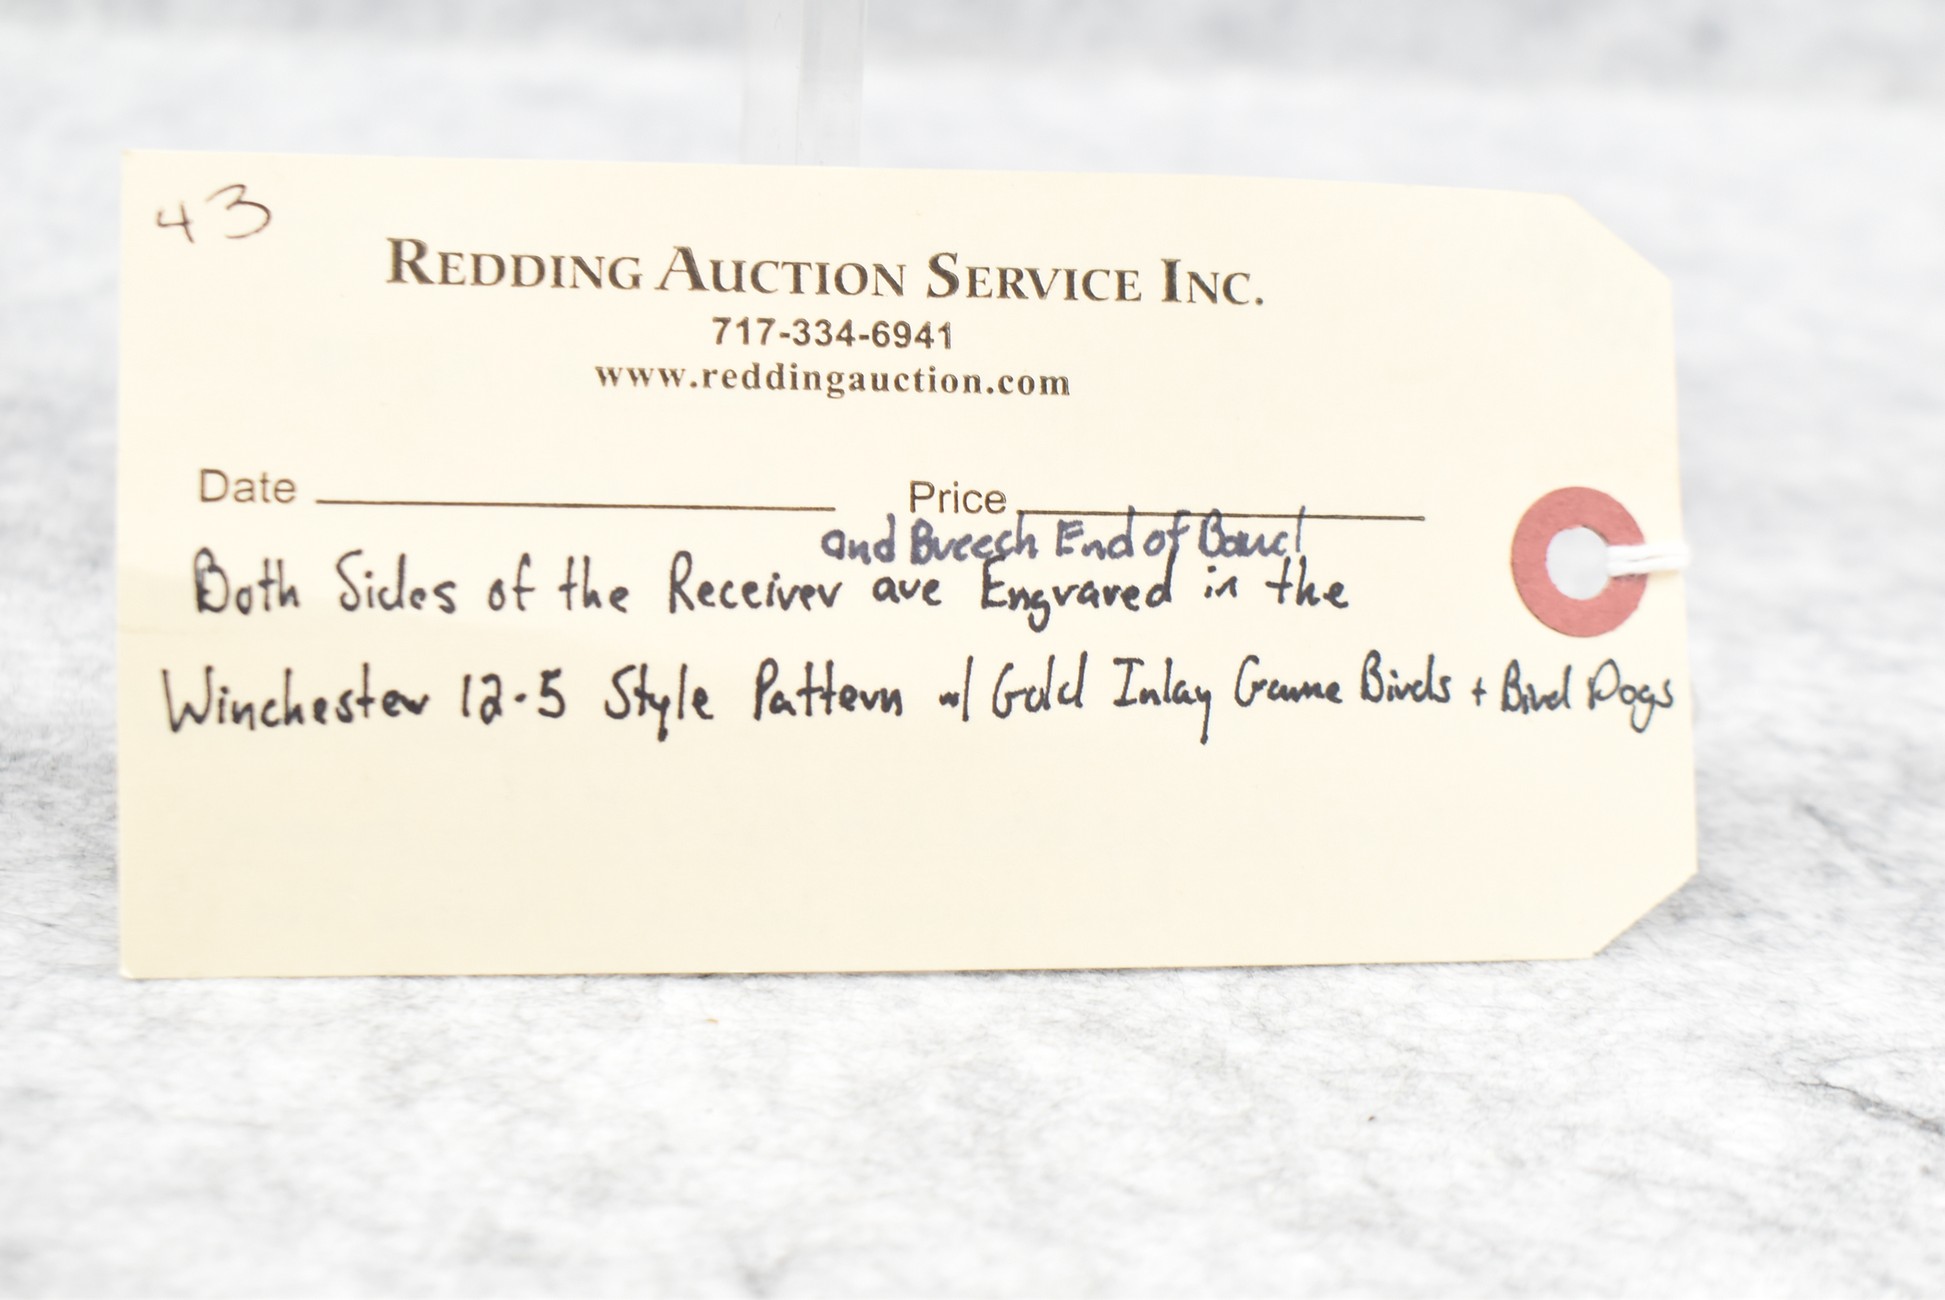 43
REDDING AUCTION SERVICE INC.
717-334-6941
www.reddingauction.com
Date Price
and Breech End of Barrel
Both Sides of the Receiver are Engraved in the
Winchester 12-5 Style Pattern w/ Gold Inlay Game Birds + Bird Dogs